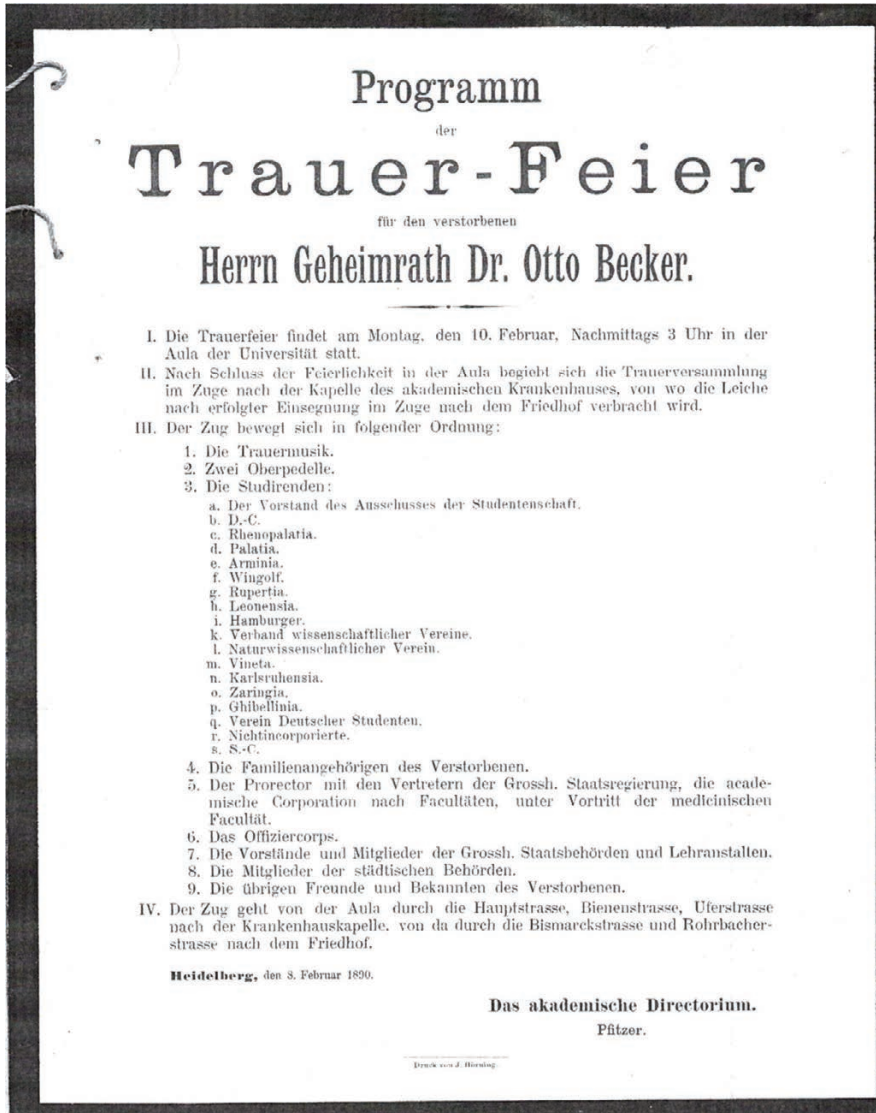 Programm
der
Trauer-Feier
für den verstorbenen
Herrn Geheimrath Dr. Otto Becker.
I. Die Trauerfeier findet am Montag, den 10. Februar, Nachmittags 3 Uhr in der
Aula der Universität statt.
II. Nach Schluss der Feierlichkeit in der Aula begiebt sich die Trauerversammlung
im Zuge nach der Kapelle des akademischen Krankenhauses, von wo die Leiche
nach erfolgter Einsegnung im Zuge nach dem Friedhof verbracht wird.
III. Der Zug bewegt sich in folgender Ordnung:
1. Die Trauermusik.
2. Zwei Oberpedelle.
3. Die Studirenden:
a. Der Vorstand des Ausschusses der Studentenschaft.
b. D.-C.
c. Rhenopalatia.
d. Palatia.
e. Arminia.
f. Wingolf.
g. Rupertia.
h. Leonensia.
i. Hamburger.
k. Verband wissenschaftlicher Vereine.
l. Naturwissenschaftlicher Verein.
m. Vineta.
n. Karlsruhensia.
o. Zaringia.
p. Ghibellinia.
q. Verein Deutscher Studenten.
r. Nichtincorporierte.
s. S.-C.
4. Die Familienangehörigen des Verstorbenen.
5. Der Prorector mit den Vertretern der Grossh. Staatsregierung, die acade-
mische Corporation nach Facultäten, unter Vortritt der medicinischen
Facultät.
6. Das Offiziercorps.
7. Die Vorstände und Mitglieder der Grossh. Staatsbehörden und Lehranstalten.
8. Die Mitglieder der städtischen Behörden.
9. Die übrigen Freunde und Bekannten des Verstorbenen.
IV. Der Zug geht von der Aula durch die Hauptstrasse, Bienenstrasse, Uferstrasse
nach der Krankenhauskapelle, von da durch die Bismarckstrasse und Rohrbacher-
strasse nach dem Friedhof.
Heidelberg, den 8. Februar 1890.
Das akademische Directorium.
Pfitzer.
Druck von J. Hörning.